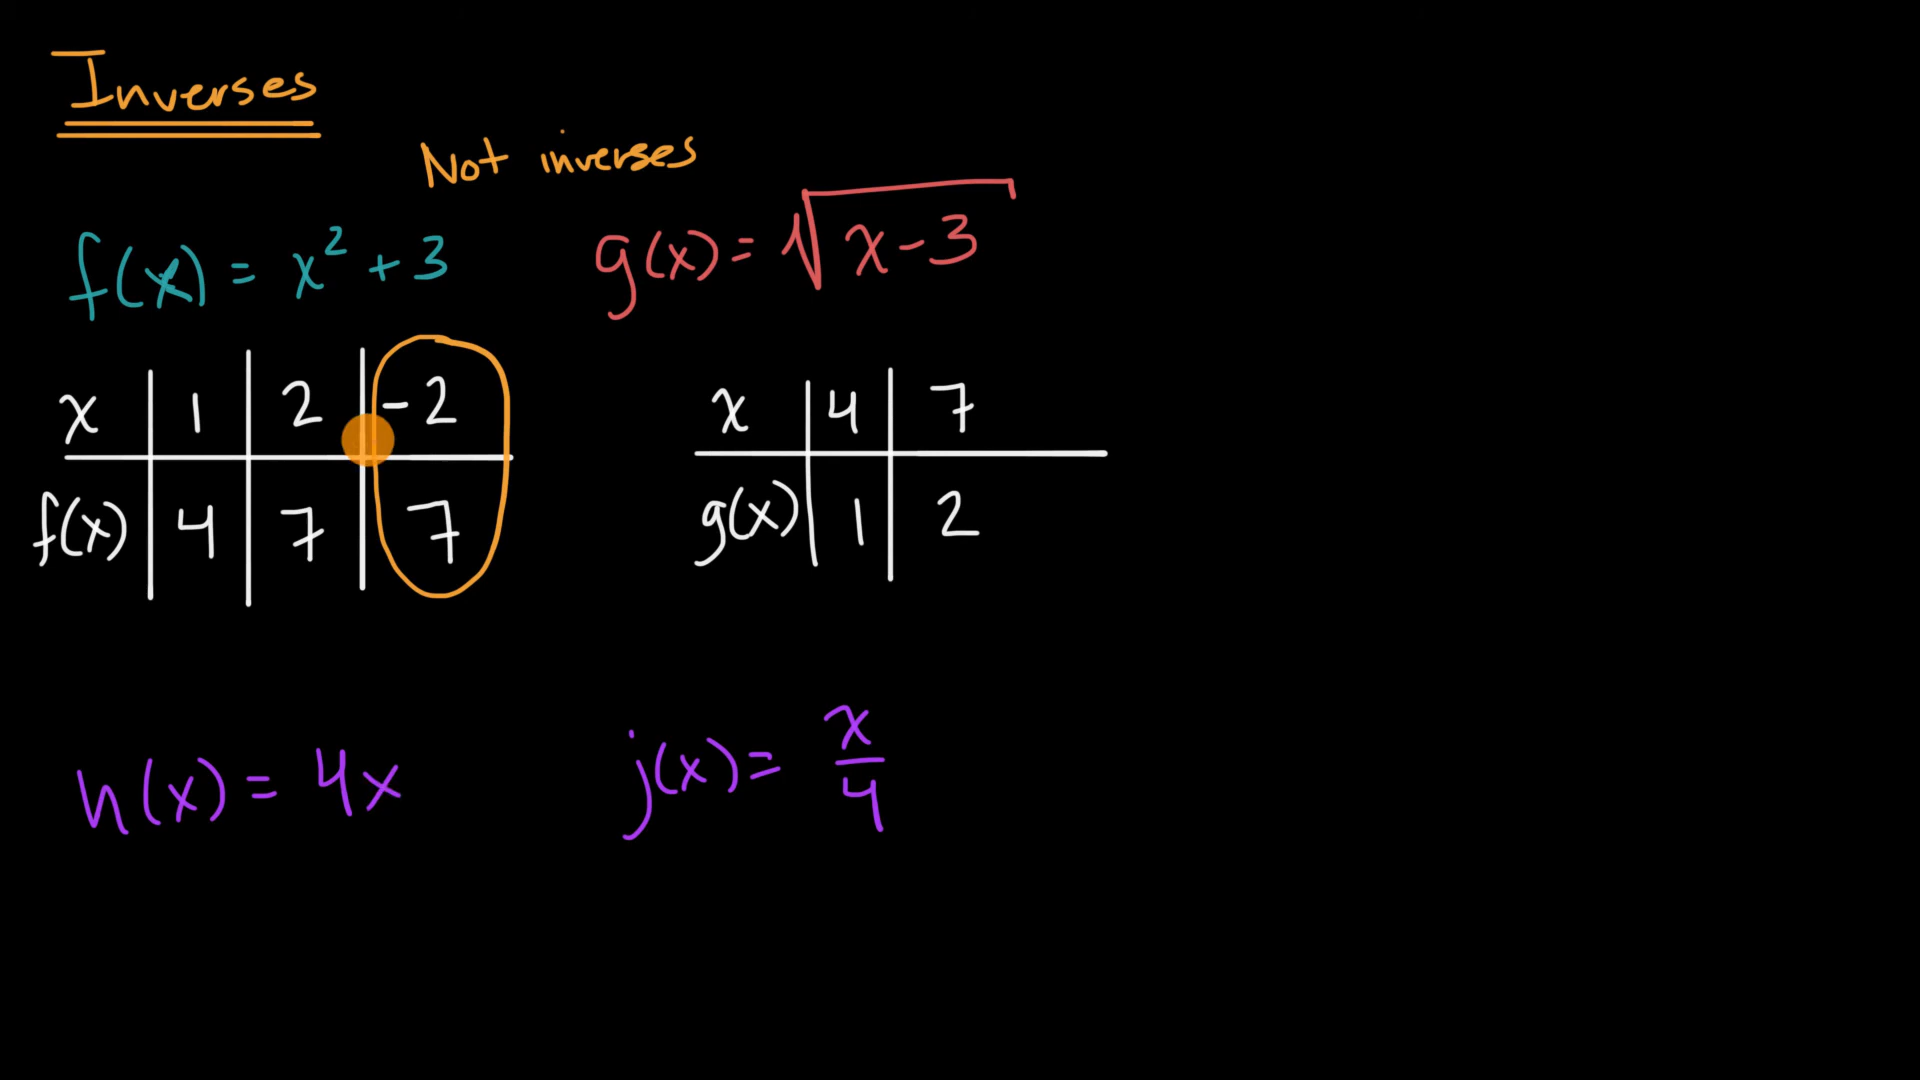 Inverses
Not inverses
f(x) = x² + 3
g(x) = √(x - 3)
x | 1 | 2 | -2
f(x) | 4 | 7 | 7
x | 4 | 7
g(x) | 1 | 2
h(x) = 4x
j(x) = x/4